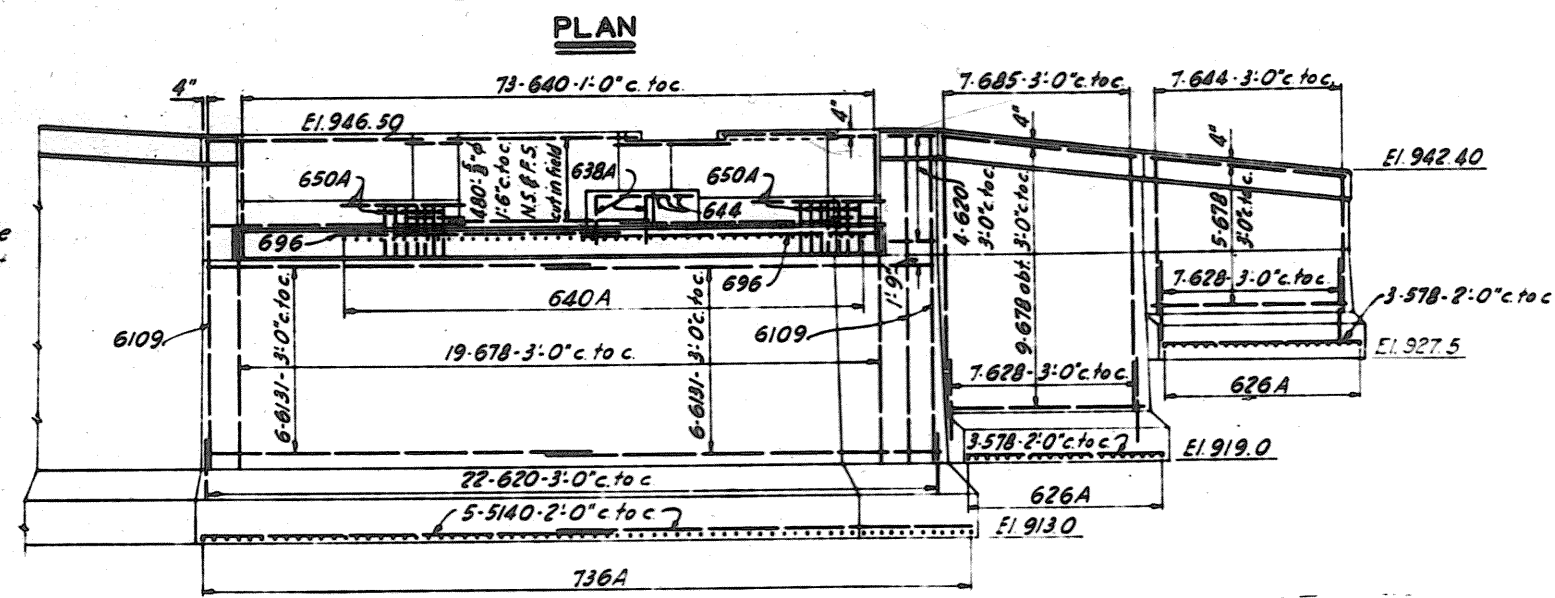 PLAN
4"
73-640-1'-0" c. to c.
7-685-3'-0" c. to c.
7-644-3'-0" c. to c.
El. 946.50
4"
4"
4"
El. 942.40
650A
480'-⅝"ɸ
1'-6" c. to c.
N.S. & F.S.
cut in field
638A
650A
644
4-620
3'-0" c. to c.
9-678 abt. 3'-0" c. to c.
5-678
3'-0" c. to c.
696
696
1'-9"
7-628-3'-0" c. to c.
3-578-2'-0" c. to c
640A
6109
6109
6-6131-3'-0" c. to c.
6-6131-3'-0" c. to c.
19-678-3'-0" c. to c.
El. 927.5
7-628-3'-0" c. to c.
626A
3-578-2'-0" c. to c
El. 919.0
22-620-3'-0" c. to c
626A
5-5140-2'-0" c. to c
El. 913.0
736A